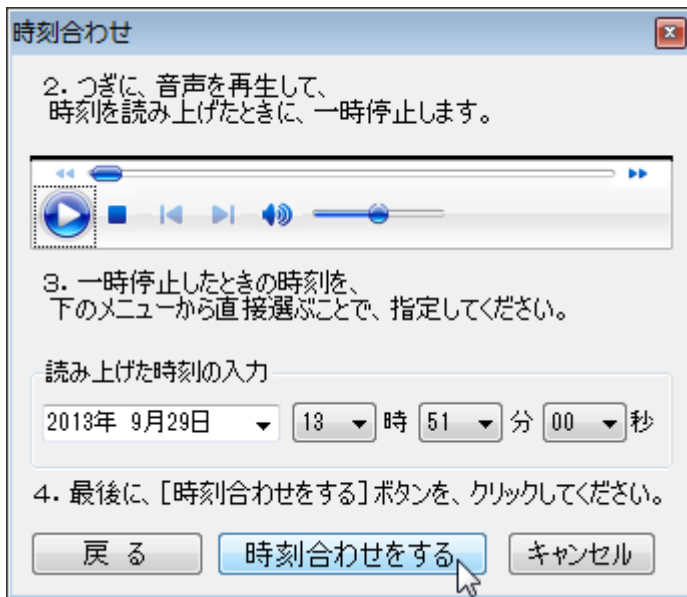 時刻合わせ
２．つぎに、音声を再生して、
時刻を読み上げたときに、一時停止します。
３．一時停止したときの時刻を、
下のメニューから直接選ぶことで、指定してください。
読み上げた時刻の入力
2013年 9月29日 13 時 51 分 00 秒
４．最後に、［時刻合わせをする］ボタンを、クリックしてください。
戻 る 時刻合わせをする キャンセル